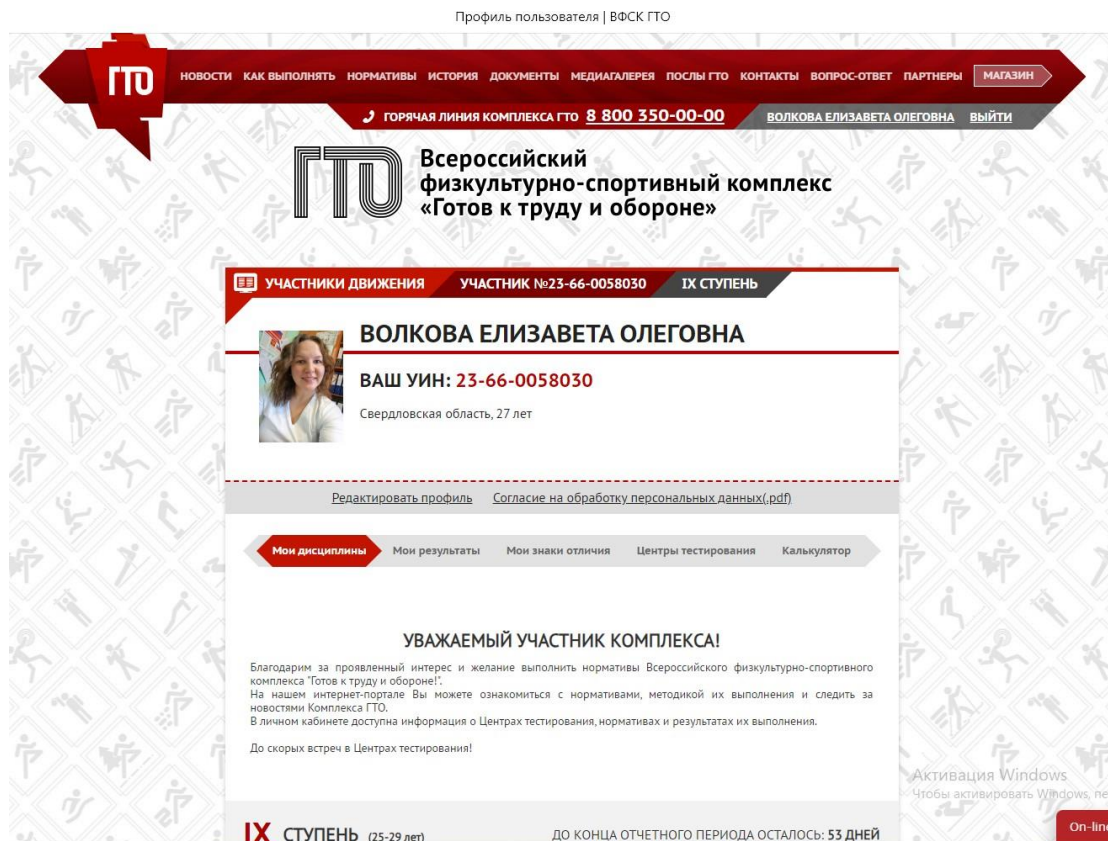 Профиль пользователя | ВФСК ГТО
ГТО
НОВОСТИ КАК ВЫПОЛНЯТЬ НОРМАТИВЫ ИСТОРИЯ ДОКУМЕНТЫ МЕДИАГАЛЕРЕЯ ПОСЛЫ ГТО КОНТАКТЫ ВОПРОС-ОТВЕТ ПАРТНЕРЫ МАГАЗИН
ГОРЯЧАЯ ЛИНИЯ КОМПЛЕКСА ГТО 8 800 350-00-00 ВОЛКОВА ЕЛИЗАВЕТА ОЛЕГОВНА ВЫЙТИ
ГТО
Всероссийский
физкультурно-спортивный комплекс
«Готов к труду и обороне»
УЧАСТНИКИ ДВИЖЕНИЯ УЧАСТНИК №23-66-0058030 IX СТУПЕНЬ
ВОЛКОВА ЕЛИЗАВЕТА ОЛЕГОВНА
ВАШ УИН: 23-66-0058030
Свердловская область, 27 лет
Редактировать профиль Согласие на обработку персональных данных(.pdf)
Мои дисциплины Мои результаты Мои знаки отличия Центры тестирования Калькулятор
УВАЖАЕМЫЙ УЧАСТНИК КОМПЛЕКСА!
Благодарим за проявленный интерес и желание выполнить нормативы Всероссийского физкультурно-спортивного
комплекса "Готов к труду и обороне!".
На нашем интернет-портале Вы можете ознакомиться с нормативами, методикой их выполнения и следить за
новостями Комплекса ГТО.
В личном кабинете доступна информация о Центрах тестирования, нормативах и результатах их выполнения.
До скорых встреч в Центрах тестирования!
Активация Windows
Чтобы активировать Windows, пе
On-line
IX СТУПЕНЬ (25-29 лет) ДО КОНЦА ОТЧЕТНОГО ПЕРИОДА ОСТАЛОСЬ: 53 ДНЕЙ